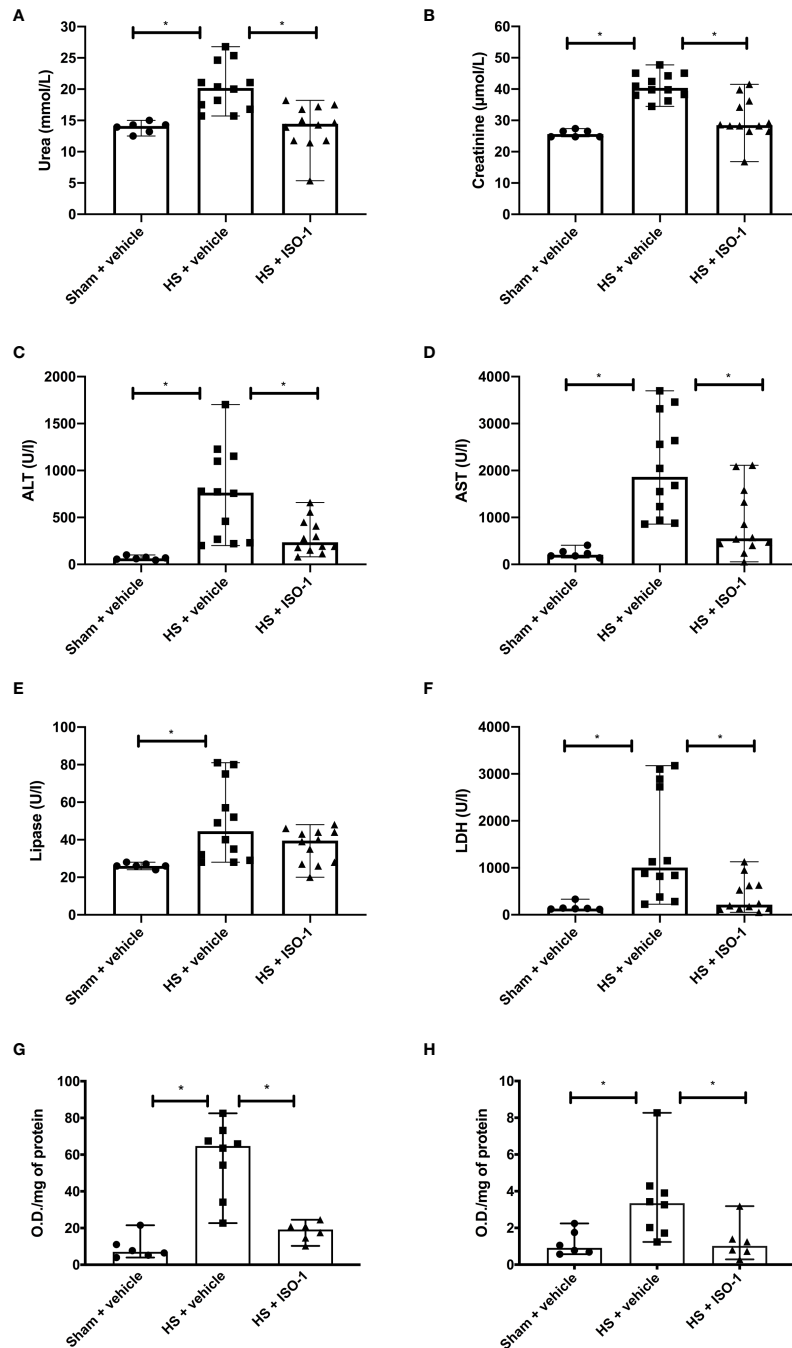 A
Urea (mmol/L)
30
25
20
15
10
5
0
*
*
Sham + vehicle
HS + vehicle
HS + ISO-1
B
Creatinine (μmol/L)
60
50
40
30
20
10
0
*
*
Sham + vehicle
HS + vehicle
HS + ISO-1
C
ALT (U/l)
2000
1500
1000
500
0
*
*
Sham + vehicle
HS + vehicle
HS + ISO-1
D
AST (U/l)
4000
3000
2000
1000
0
*
*
Sham + vehicle
HS + vehicle
HS + ISO-1
E
Lipase (U/l)
100
80
60
40
20
0
*
Sham + vehicle
HS + vehicle
HS + ISO-1
F
LDH (U/l)
4000
3000
2000
1000
0
*
*
Sham + vehicle
HS + vehicle
HS + ISO-1
G
O.D./mg of protein
100
80
60
40
20
0
*
*
Sham + vehicle
HS + vehicle
HS + ISO-1
H
O.D./mg of protein
10
8
6
4
2
0
*
*
Sham + vehicle
HS + vehicle
HS + ISO-1